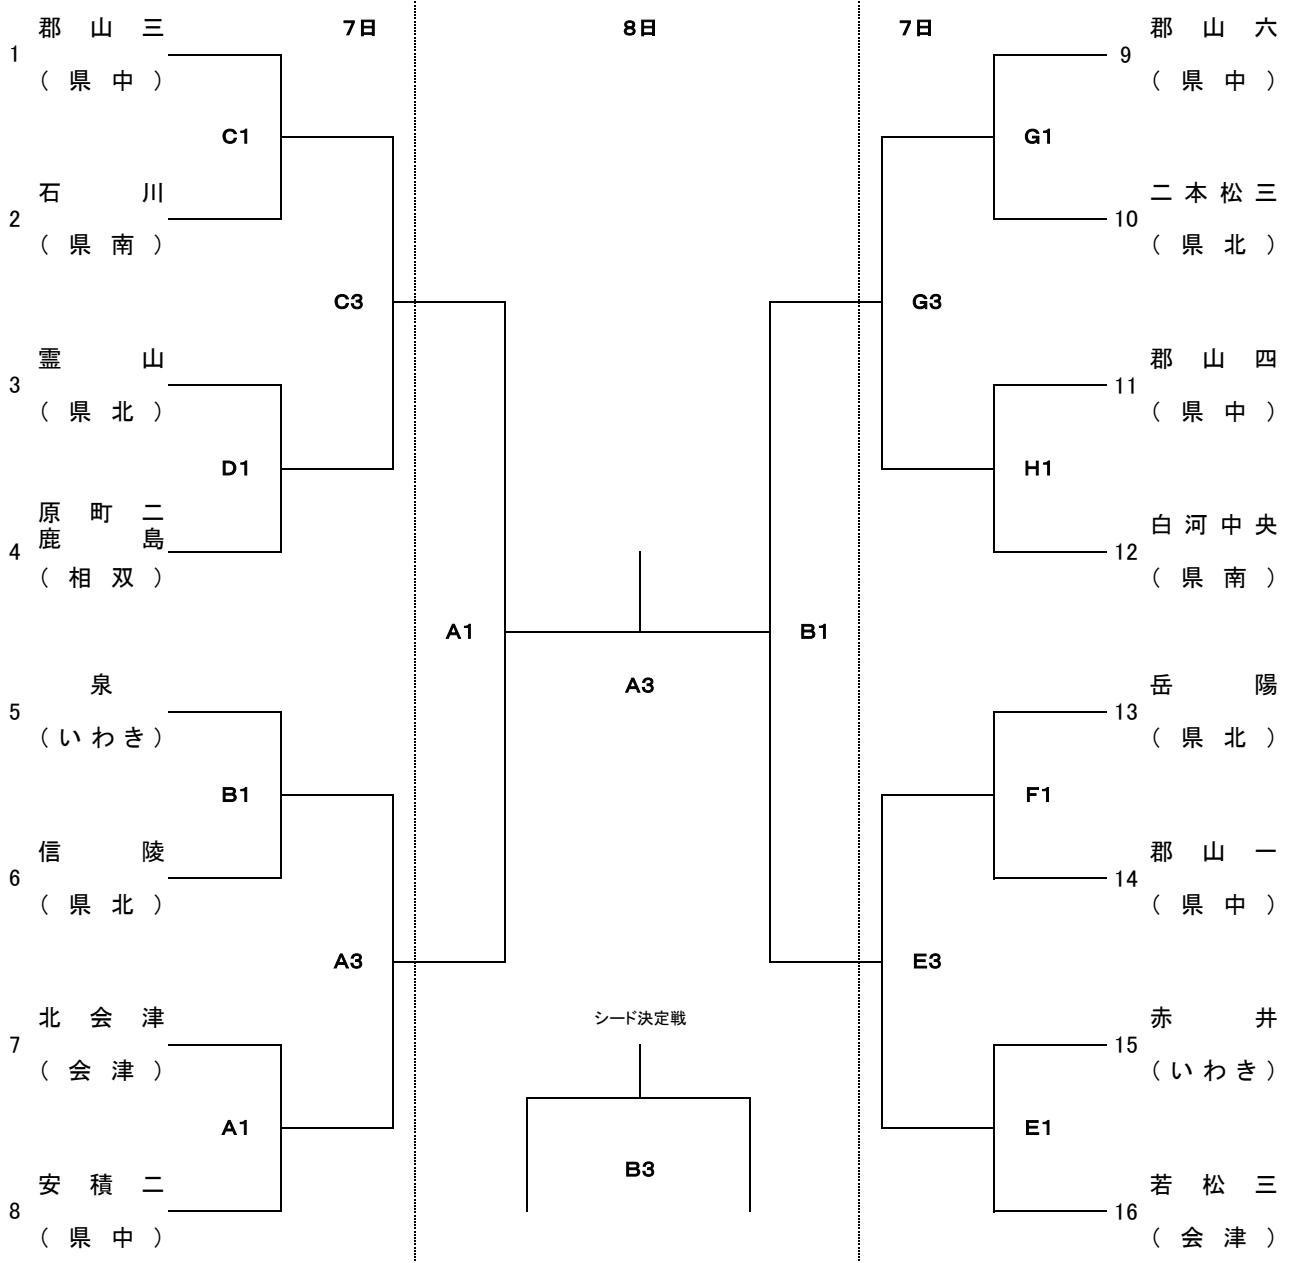 7日
8日
7日
郡山三
1
(県中)
C1
石川
2
(県南)
C3
霊山
3
(県北)
D1
原町二
鹿島
4
(相双)
A1
泉
5
(いわき)
B1
信陵
6
(県北)
A3
北会津
7
(会津)
A1
安積二
8
(県中)
A3
シード決定戦
B3
郡山六
9
(県中)
G1
二本松三
10
(県北)
G3
郡山四
11
(県中)
H1
白河中央
12
(県南)
B1
岳陽
13
(県北)
F1
郡山一
14
(県中)
E3
赤井
15
(いわき)
E1
若松三
16
(会津)